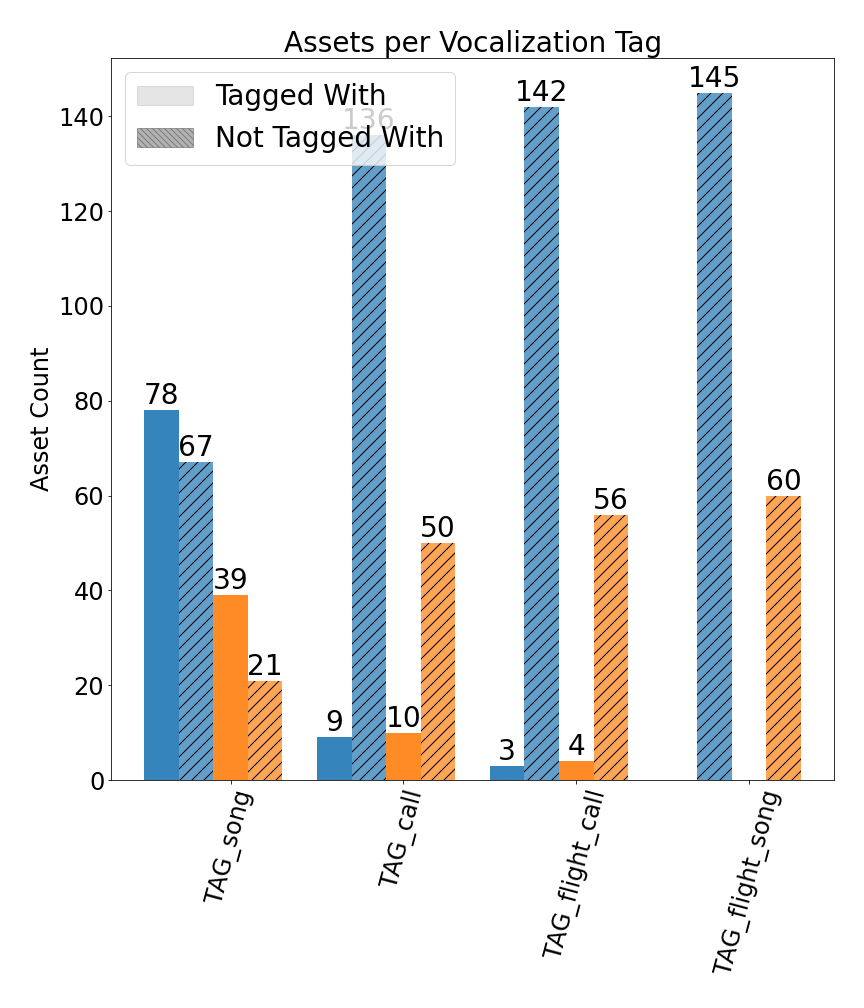 Assets per Vocalization Tag
Tagged With
Not Tagged With
Asset Count
140
120
100
80
60
40
20
0
78
67
39
21
9
136
10
50
3
142
4
56
145
60
TAG_song
TAG_call
TAG_flight_call
TAG_flight_song